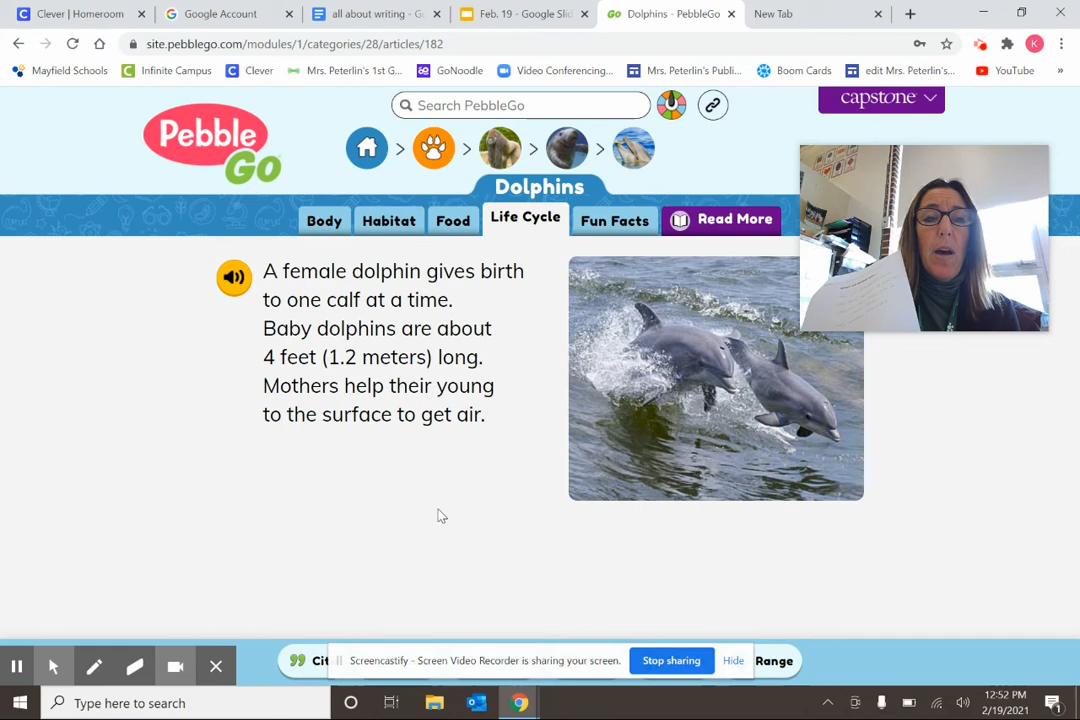 Clever | Homeroom
Google Account
all about writing - G
Feb. 19 - Google Slid
Dolphins - PebbleGo
New Tab
site.pebblego.com/modules/1/categories/28/articles/182
K
Mayfield Schools
Infinite Campus
Clever
Mrs. Peterlin's 1st G...
GoNoodle
Video Conferencing...
Mrs. Peterlin's Publi...
Boom Cards
edit Mrs. Peterlin's...
YouTube
»
Pebble
Go
Search PebbleGo
capstone
Dolphins
Body
Habitat
Food
Life Cycle
Fun Facts
Read More
A female dolphin gives birth
to one calf at a time.
Baby dolphins are about
4 feet (1.2 meters) long.
Mothers help their young
to the surface to get air.
Cit
Screencastify - Screen Video Recorder is sharing your screen.
Stop sharing
Hide
Range
Type here to search
12:52 PM
2/19/2021
1